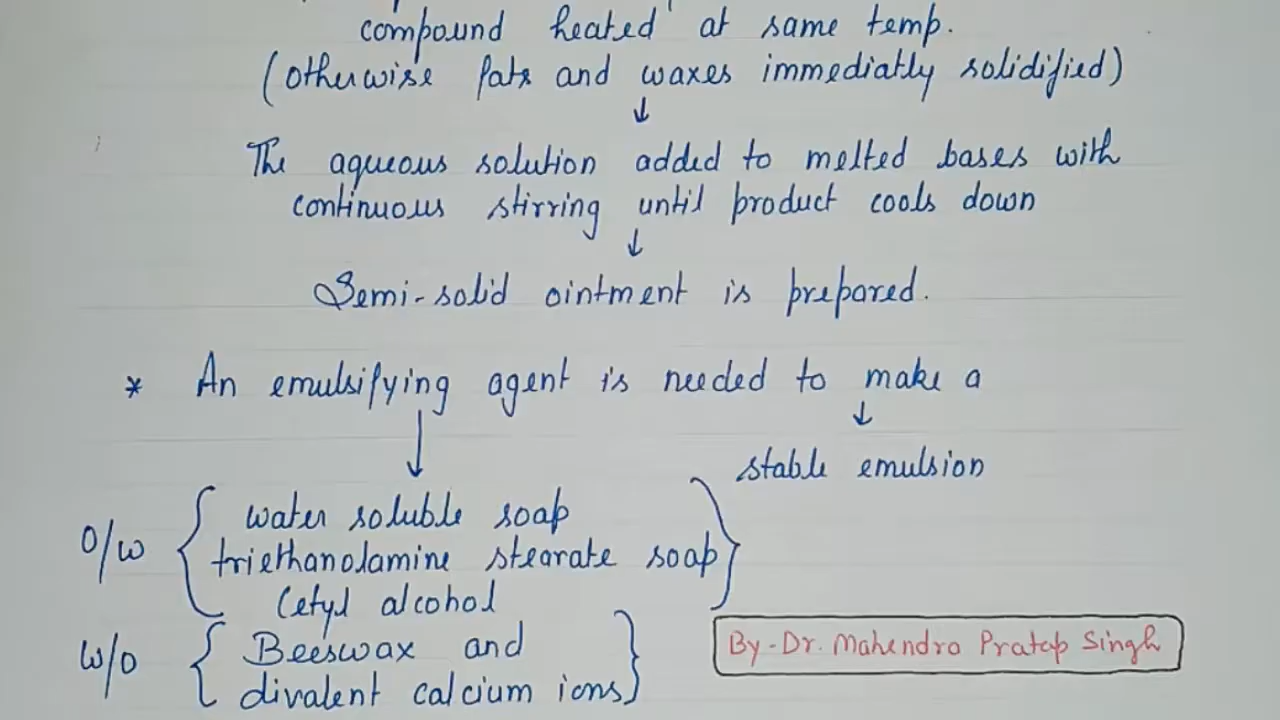 compound heated at same temp.
(otherwise fats and waxes immediatly solidified)
↓
The aqueous solution added to melted bases with
continuous stirring until product cools down
↓
Semi-solid ointment is prepared.
* An emulsifying agent is needed to make a
↓ ↓
stable emulsion
O/W { water soluble soap
triethanolamine stearate soap
Cetyl alcohol }
W/O { Beeswax and
divalent calcium ions }
By - Dr. Mahendra Pratap Singh